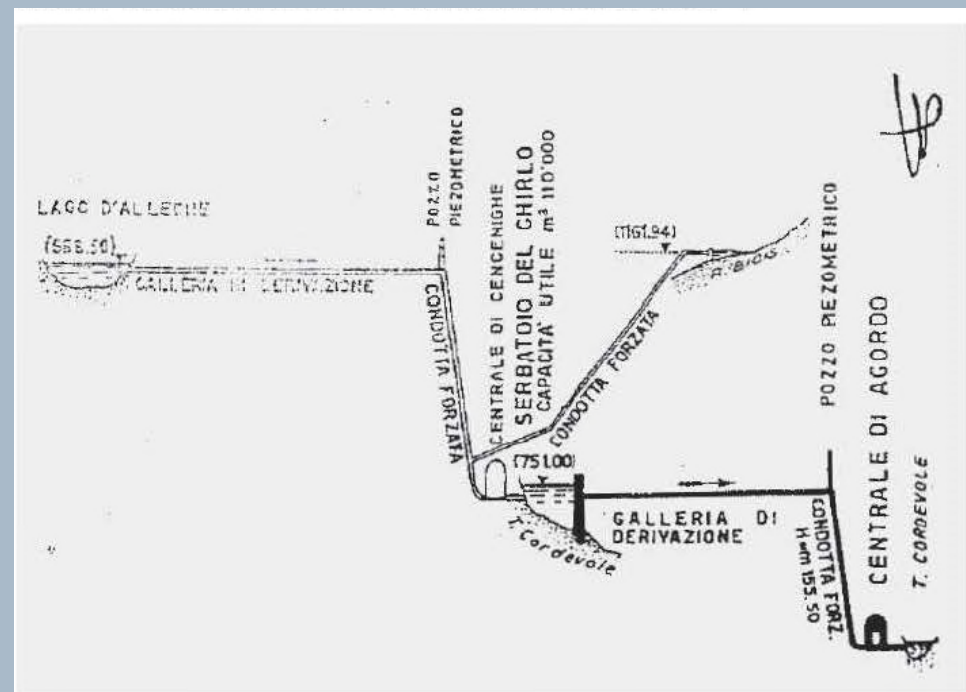 LAGO D'ALLEGHE
GALLERIA DI DERIVAZIONE
POZZO
PIEZOMETRICO
CONDOTTA FORZATA
CENTRALE DI CENCENIGHE
SERBATOIO DEL CHIRLO
CAPACITA' UTILE m³ 110'000
(751.00)
T. Cordevole
CONDOTTA FORZATA
(1161.94)
GALLERIA DI
DERIVAZIONE
POZZO PIEZOMETRICO
CONDOTTA FORZ.
H=m 155.50
CENTRALE DI AGORDO
T. CORDEVOLE